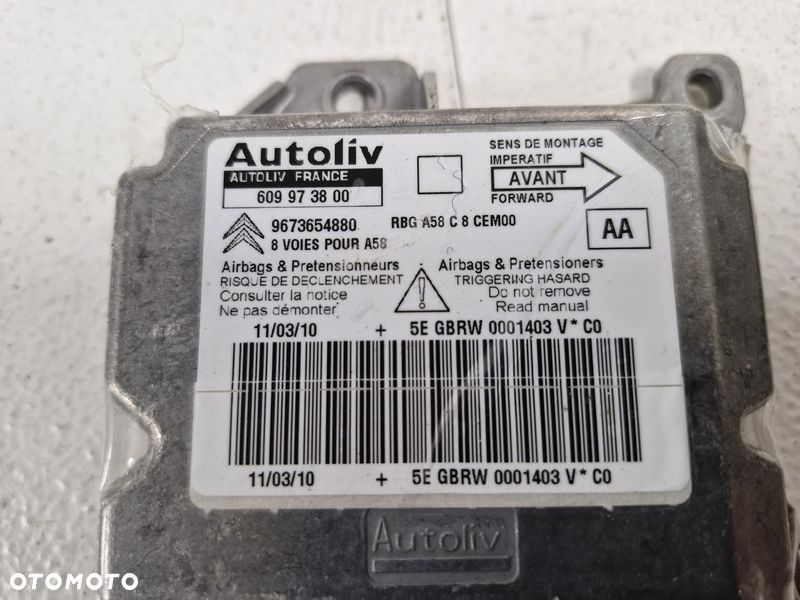 Autoliv
AUTOLIV FRANCE
609 97 38 00
SENS DE MONTAGE
IMPERATIF
AVANT
FORWARD
9673654880 RBG A58 C 8 CEM00
8 VOIES POUR A58
AA
Airbags & Pretensionneurs
RISQUE DE DECLENCHEMENT
Consulter la notice
Ne pas démonter
Airbags & Pretensioners
TRIGGERING HASARD
Do not remove
Read manual
11/03/10 + 5E GBRW 0001403 V* C0
11/03/10 + 5E GBRW 0001403 V* C0
Autoliv
OTOMOTO